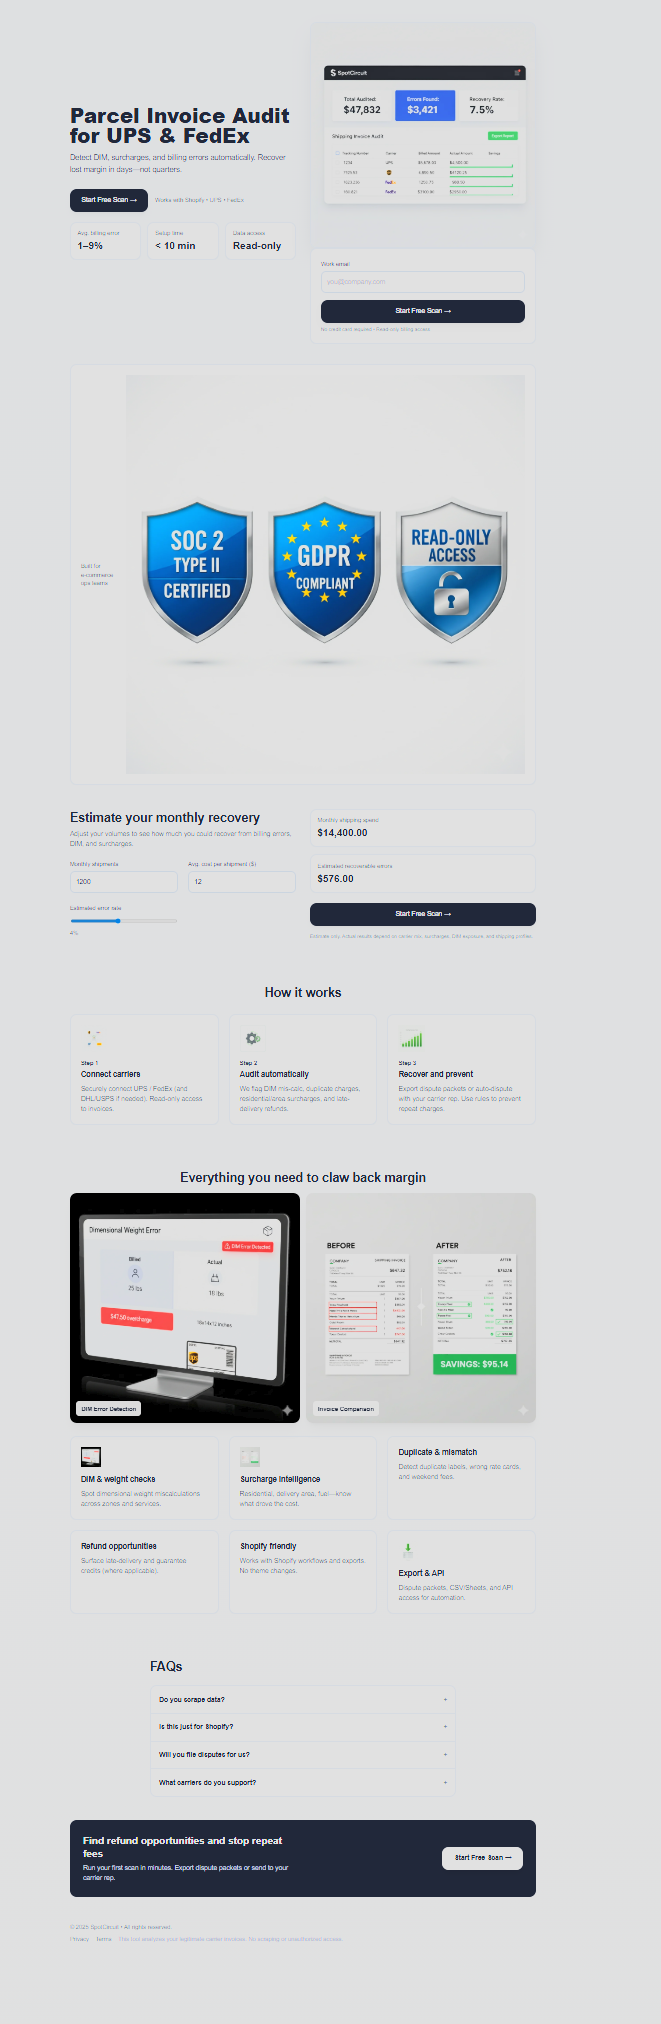 SpotCircuit
Total Audited:
$47,832
Errors Found:
$3,421
Recovery Rate:
7.5%
Shipping Invoice Audit
Parcel Invoice Audit
for UPS & FedEx
Detect DIM, surcharges, and billing errors automatically. Recover
lost margin in days—not quarters.
Start Free Scan →
Works with Shopify • UPS • FedEx
Avg. billing error
1–9%
Setup time
< 10 min
Data access
Read-only
Work email
you@company.com
Start Free Scan →
No credit card required • Read-only billing access
Built for
e-commerce
ops teams
SOC 2
TYPE II
CERTIFIED
GDPR
COMPLIANT
READ-ONLY
ACCESS
Estimate your monthly recovery
Adjust your volumes to see how much you could recover from billing errors,
DIM, and surcharges.
Monthly shipments
1200
Avg. cost per shipment ($)
12
Estimated error rate
4%
Monthly shipping spend
$14,400.00
Estimated recoverable errors
$576.00
Start Free Scan →
Estimate only. Actual results depend on carrier mix, surcharges, DIM exposure, and shipping profiles.
How it works
Step 1
Connect carriers
Securely connect UPS / FedEx (and
DHL/USPS if needed). Read-only access
to invoices.
Step 2
Audit automatically
We flag DIM mis-calc, duplicate charges,
residential/area surcharges, and late-
delivery refunds.
Step 3
Recover and prevent
Export dispute packets or auto-dispute
with your carrier rep. Use rules to prevent
repeat charges.
Everything you need to claw back margin
Dimensional Weight Error
DIM Error Detected
Billed
25 lbs
Actual
18 lbs
$47.50 overcharge
DIM Error Detection
BEFORE
COMPANY
AFTER
COMPANY
SAVINGS: $95.14
Invoice Comparison
DIM & weight checks
Spot dimensional weight miscalculations
across zones and services.
Surcharge intelligence
Residential, delivery area, fuel—know
what drove the cost.
Duplicate & mismatch
Detect duplicate labels, wrong rate cards,
and weekend fees.
Refund opportunities
Surface late-delivery and guarantee
credits (where applicable).
Shopify friendly
Works with Shopify workflows and exports.
No theme changes.
Export & API
Dispute packets, CSV/Sheets, and API
access for automation.
FAQs
Do you scrape data?
+
Is this just for Shopify?
+
Will you file disputes for us?
+
What carriers do you support?
+
Find refund opportunities and stop repeat
fees
Run your first scan in minutes. Export dispute packets or send to your
carrier rep.
Start Free Scan →
© 2025 SpotCircuit • All rights reserved.
Privacy Terms This tool analyzes your legitimate carrier invoices. No scraping or unauthorized access.